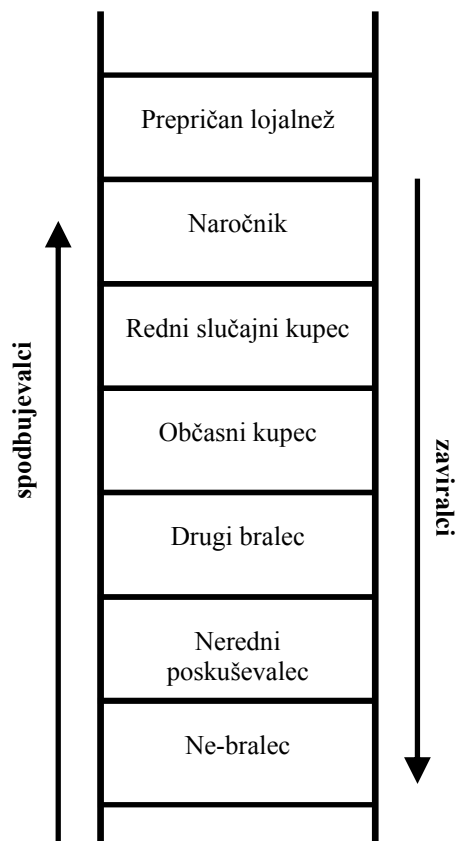 Prepričan lojalnež
Naročnik
Redni slučajni kupec
Občasni kupec
Drugi bralec
Neredni
poskuševalec
Ne-bralec
spodbujevalci
zaviralci